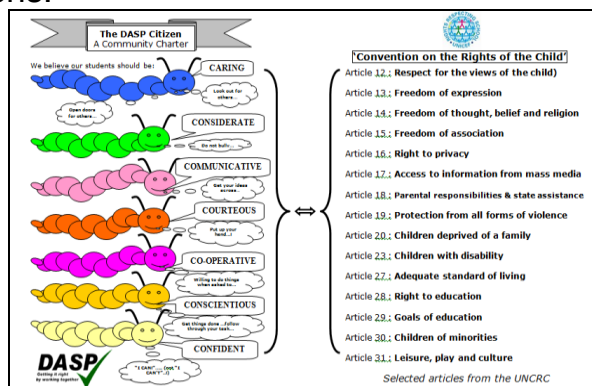 The DASP Citizen
A Community Charter
We believe our students should be:
CARING
Look out for
others...
Open doors
for others...
CONSIDERATE
Do not bully...
COMMUNICATIVE
Get your ideas
across...
COURTEOUS
Put up your
hand...!
CO-OPERATIVE
Willing to do things
when asked to...
CONSCIENTIOUS
Get things done...follow
through your task...
CONFIDENT
"I CAN!"... (not "I
CAN'T"..!)
DASP
Getting it right
by working together
⇔
UNICEF
'Convention on the Rights of the Child'
Article 12.: Respect for the views of the child)
Article 13.: Freedom of expression
Article 14.: Freedom of thought, belief and religion
Article 15.: Freedom of association
Article 16.: Right to privacy
Article 17.: Access to information from mass media
Article 18.: Parental responsibilities & state assistance
Article 19.: Protection from all forms of violence
Article 20.: Children deprived of a family
Article 23.: Children with disability
Article 27.: Adequate standard of living
Article 28.: Right to education
Article 29.: Goals of education
Article 30.: Children of minorities
Article 31.: Leisure, play and culture
Selected articles from the UNCRC